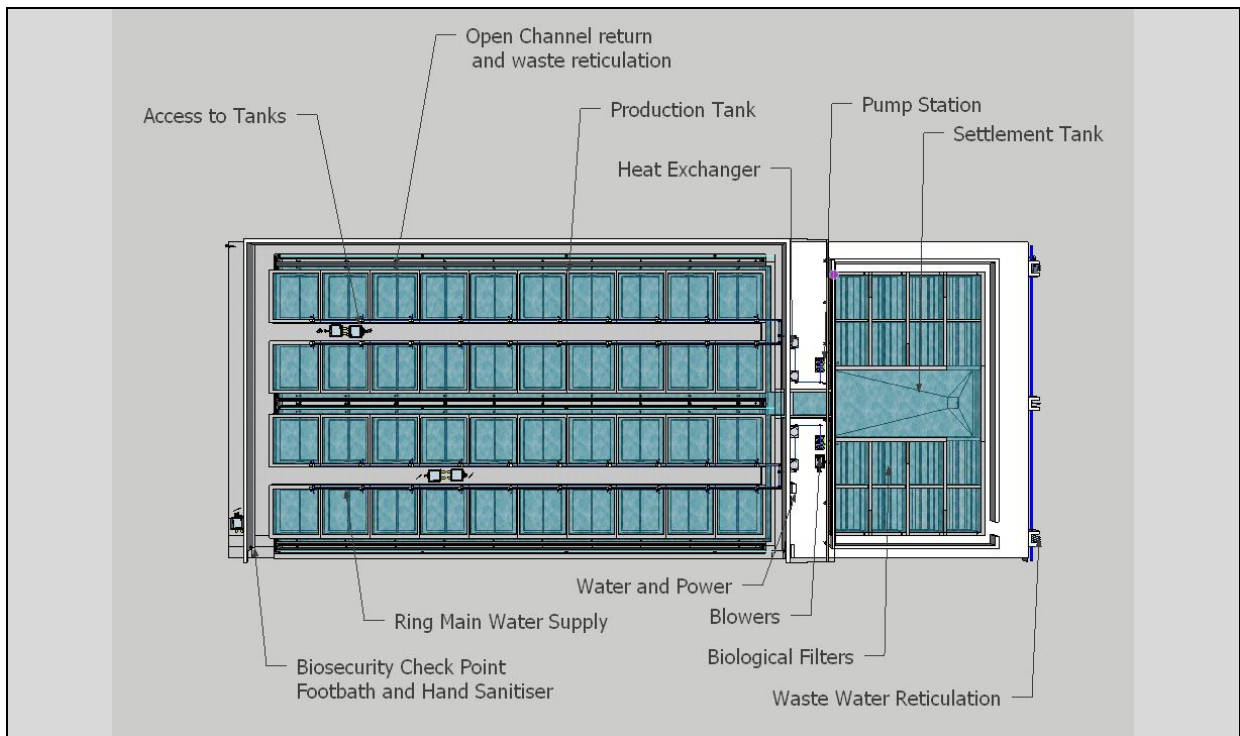 Open Channel return
and waste reticulation
Access to Tanks
Production Tank
Pump Station
Settlement Tank
Heat Exchanger
Water and Power
Blowers
Ring Main Water Supply
Biological Filters
Biosecurity Check Point
Footbath and Hand Sanitiser
Waste Water Reticulation